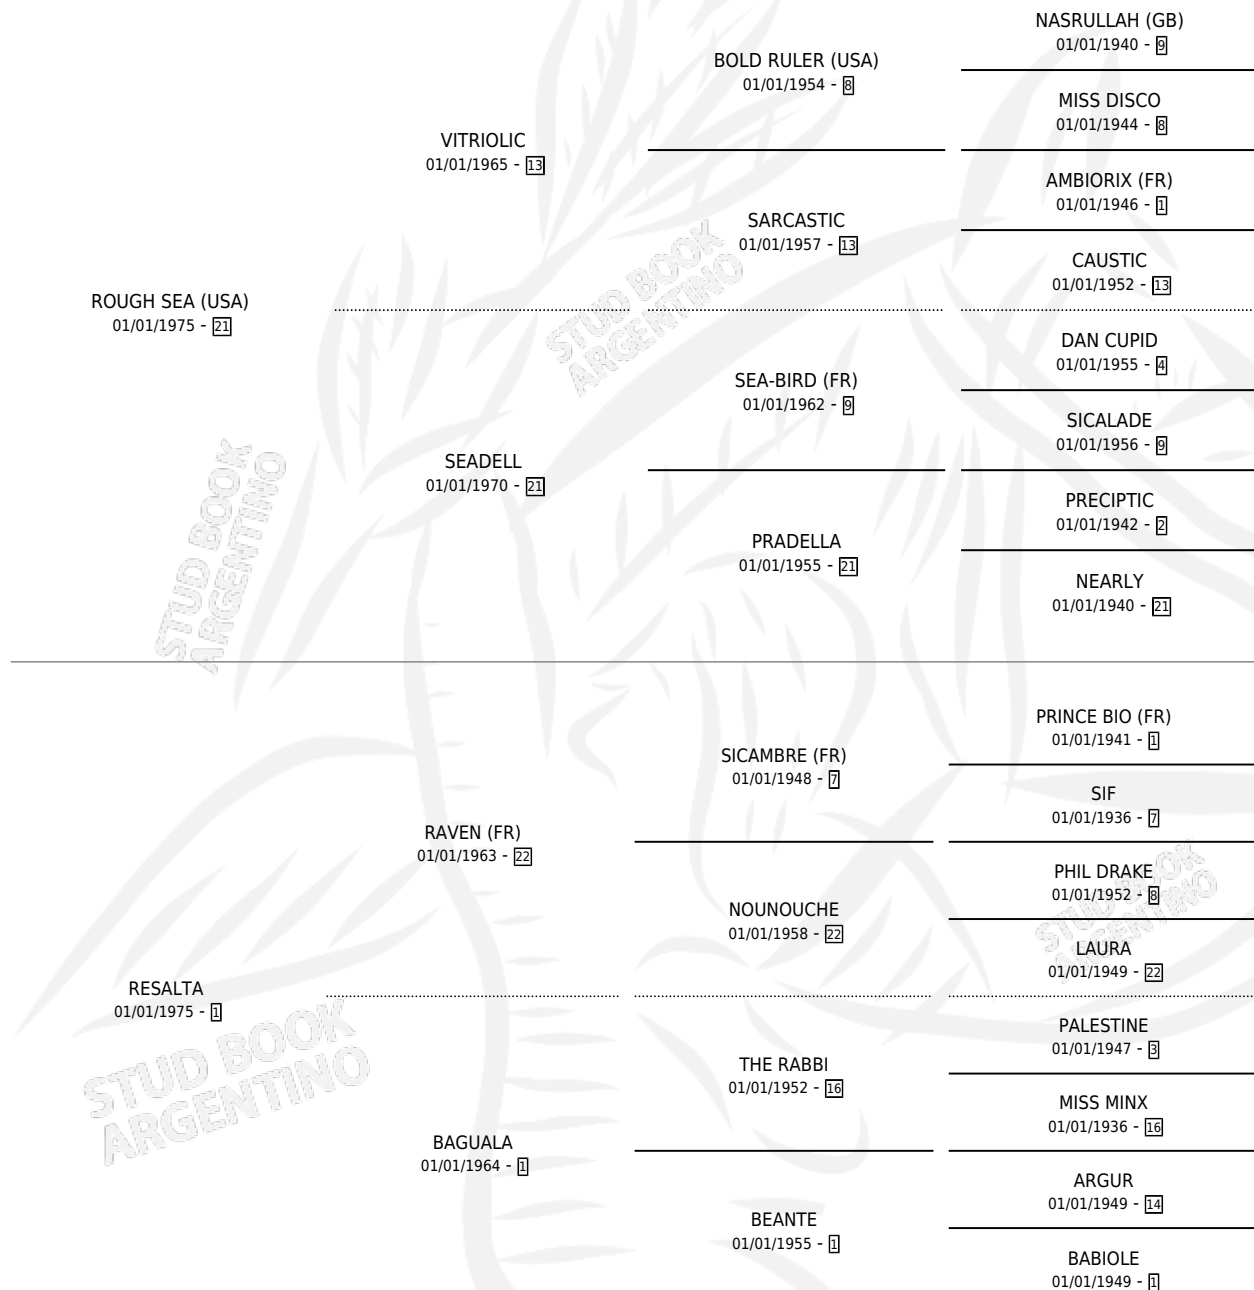 NASRULLAH (GB)
01/01/1940 - 9
BOLD RULER (USA)
01/01/1954 - 8
MISS DISCO
01/01/1944 - 8
VITRIOLIC
01/01/1965 - 13
AMBIORIX (FR)
01/01/1946 - 1
SARCASTIC
01/01/1957 - 13
CAUSTIC
01/01/1952 - 13
ROUGH SEA (USA)
01/01/1975 - 21
DAN CUPID
01/01/1955 - 4
SEA-BIRD (FR)
01/01/1962 - 9
SICALADE
01/01/1956 - 9
SEADELL
01/01/1970 - 21
PRECIPTIC
01/01/1942 - 2
PRADELLA
01/01/1955 - 21
NEARLY
01/01/1940 - 21
PRINCE BIO (FR)
01/01/1941 - 1
SICAMBRE (FR)
01/01/1948 - 7
SIF
01/01/1936 - 7
RAVEN (FR)
01/01/1963 - 22
PHIL DRAKE
01/01/1952 - 8
NOUNOUCHE
01/01/1958 - 22
LAURA
01/01/1949 - 22
RESALTA
01/01/1975 - 1
PALESTINE
01/01/1947 - 3
THE RABBI
01/01/1952 - 16
MISS MINX
01/01/1936 - 16
BAGUALA
01/01/1964 - 1
ARGUR
01/01/1949 - 14
BEANTE
01/01/1955 - 1
BABIOLE
01/01/1949 - 1
STUD BOOK
ARGENTINO
STUD BOOK
ARGENTINO
STUD BOOK
ARGENTINO
STUD BOOK
ARGENTINO